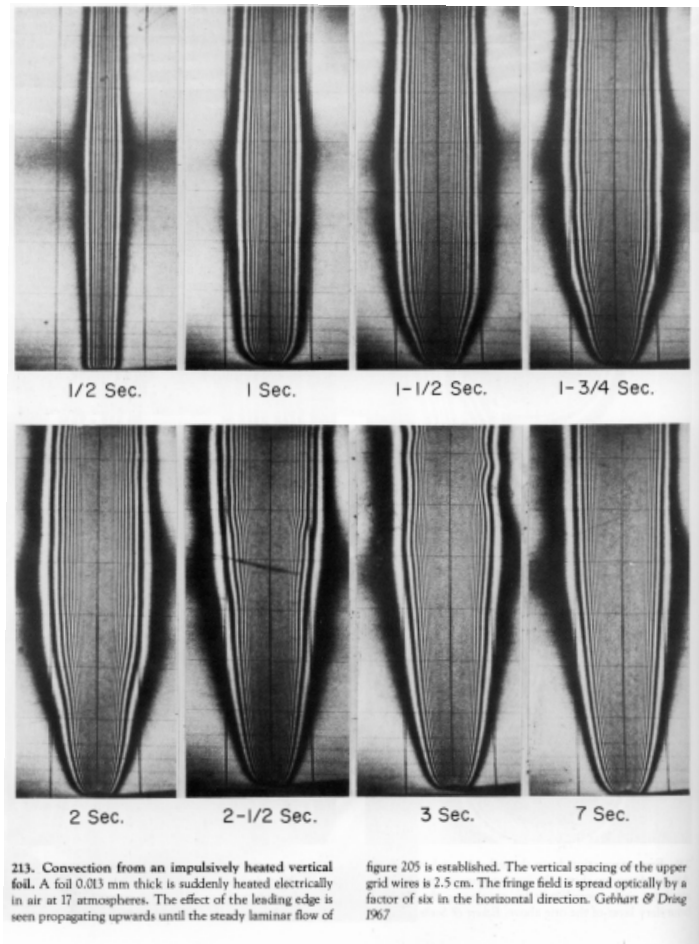 1/2 Sec.
1 Sec.
1-1/2 Sec.
1-3/4 Sec.
2 Sec.
2-1/2 Sec.
3 Sec.
7 Sec.
213. Convection from an impulsively heated vertical
foil. A foil 0.013 mm thick is suddenly heated electrically
in air at 17 atmospheres. The effect of the leading edge is
seen propagating upwards until the steady laminar flow of
figure 205 is established. The vertical spacing of the upper
grid wires is 2.5 cm. The fringe field is spread optically by a
factor of six in the horizontal direction. Gebhart & Dring
1967